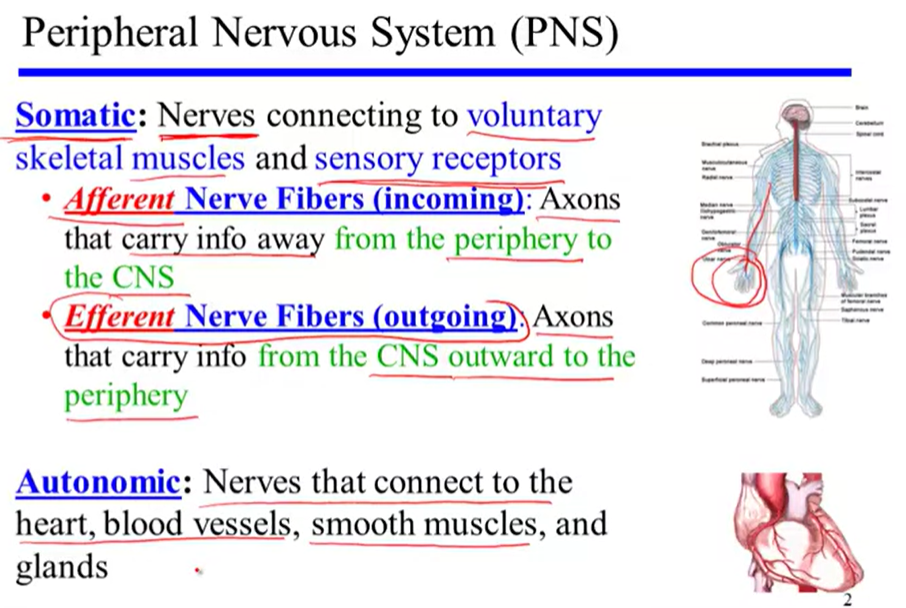 Peripheral Nervous System (PNS)
Somatic: Nerves connecting to voluntary
skeletal muscles and sensory receptors
• Afferent Nerve Fibers (incoming): Axons
that carry info away from the periphery to
the CNS
• Efferent Nerve Fibers (outgoing): Axons
that carry info from the CNS outward to the
periphery
Autonomic: Nerves that connect to the
heart, blood vessels, smooth muscles, and
glands
Brain
Cerebellum
Spinal cord
Brachial plexus
Musculocutaneous
nerve
Radial nerve
Intercostal
nerves
Median nerve
nerve
Subcostal nerve
Lumbar
plexus
Sacral
plexus
Genitofemoral
nerve
Obturator
nerve
Ulnar nerve
Femoral nerve
Pudendal nerve
Sciatic nerve
Muscular branches
of femoral nerve
Saphenous nerve
Tibial nerve
Common peroneal nerve
Deep peroneal nerve
Superficial peroneal nerve
2